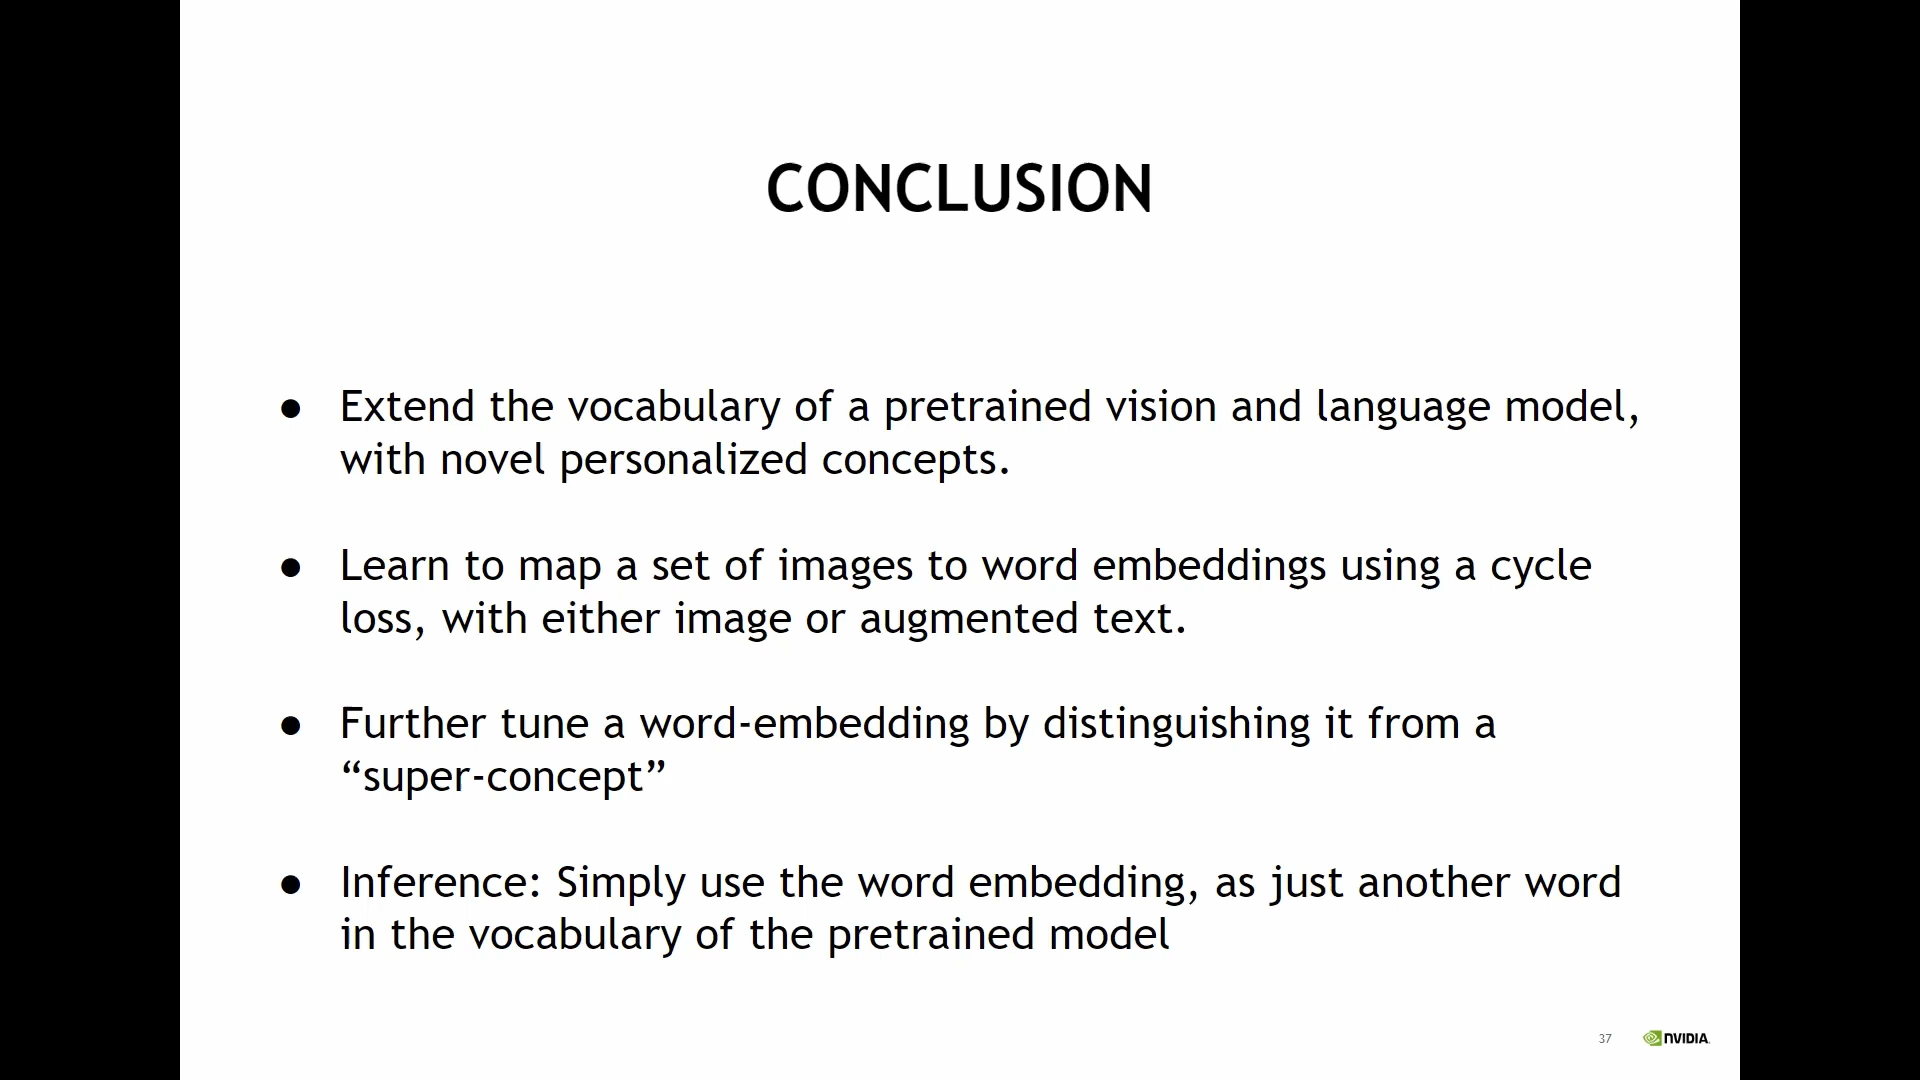 CONCLUSION
● Extend the vocabulary of a pretrained vision and language model,
with novel personalized concepts.
● Learn to map a set of images to word embeddings using a cycle
loss, with either image or augmented text.
● Further tune a word-embedding by distinguishing it from a
“super-concept”
● Inference: Simply use the word embedding, as just another word
in the vocabulary of the pretrained model
37 NVIDIA.